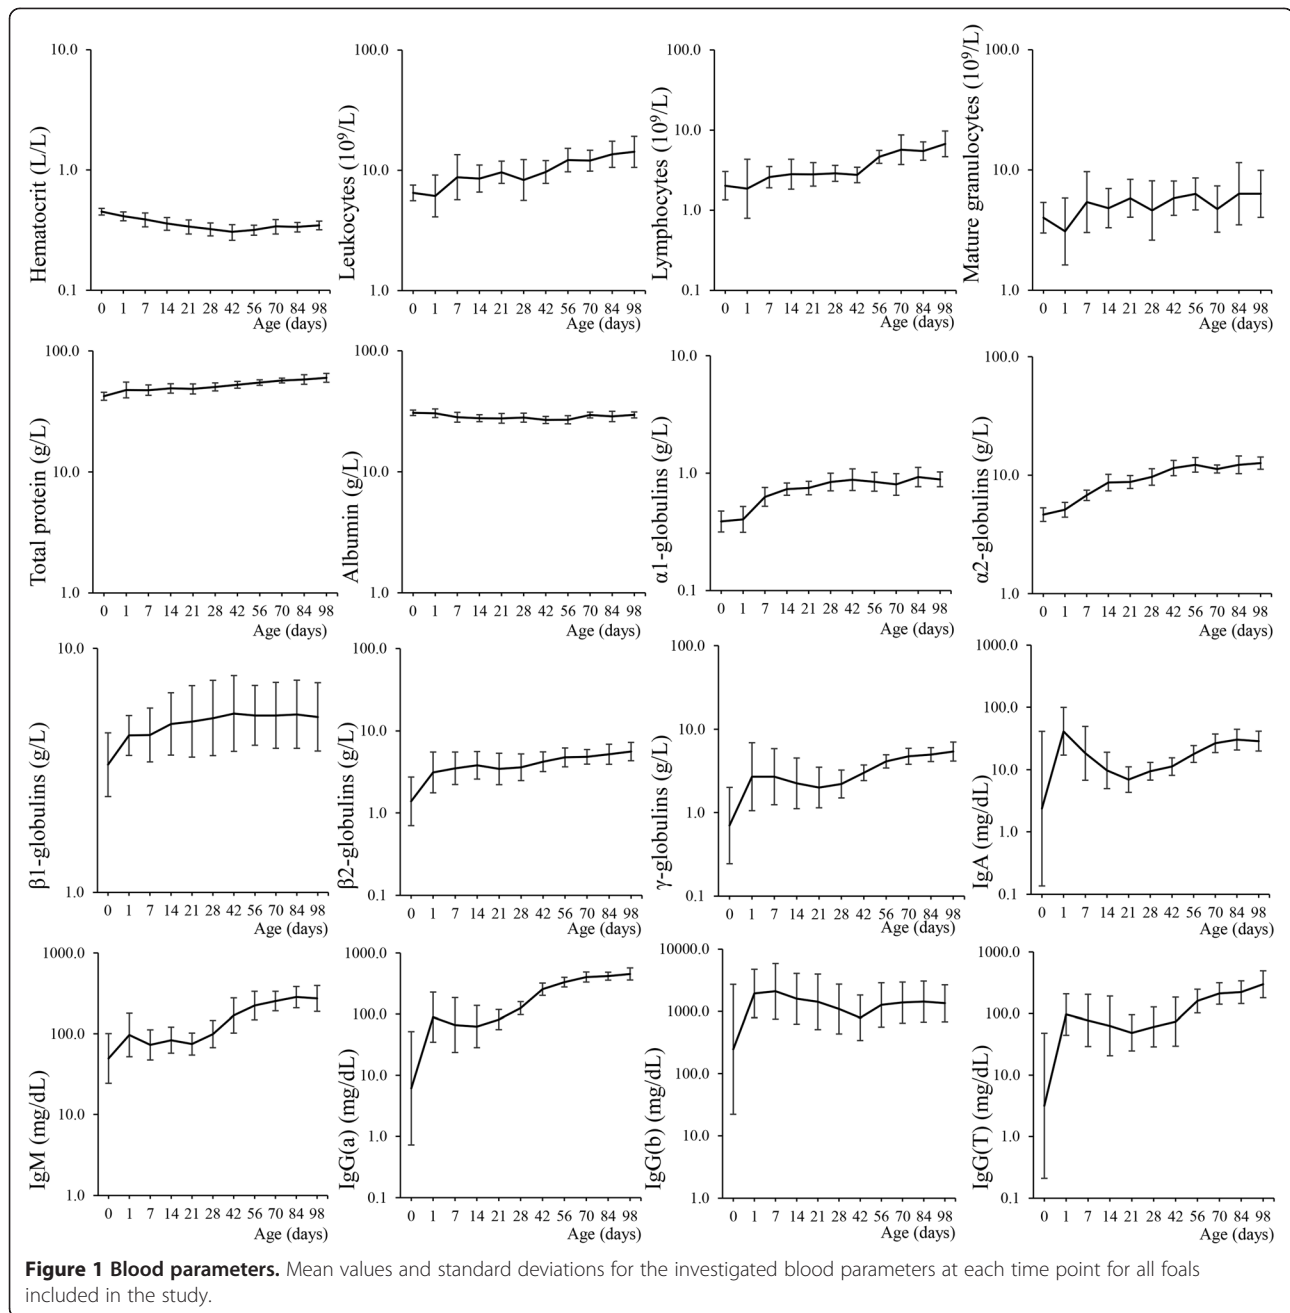 Hematocrit (L/L)
10.0
1.0
0.1
0 1 7 14 21 28 42 56 70 84 98
Age (days)
Leukocytes (10⁹/L)
100.0
10.0
1.0
0 1 7 14 21 28 42 56 70 84 98
Age (days)
Lymphocytes (10⁹/L)
100.0
10.0
1.0
0.1
0 1 7 14 21 28 42 56 70 84 98
Age (days)
Mature granulocytes (10⁹/L)
100.0
10.0
1.0
0 1 7 14 21 28 42 56 70 84 98
Age (days)
Total protein (g/L)
100.0
10.0
1.0
0 1 7 14 21 28 42 56 70 84 98
Age (days)
Albumin (g/L)
100.0
10.0
1.0
0 1 7 14 21 28 42 56 70 84 98
Age (days)
α1-globulins (g/L)
10.0
1.0
0.1
0 1 7 14 21 28 42 56 70 84 98
Age (days)
α2-globulins (g/L)
100.0
10.0
1.0
0 1 7 14 21 28 42 56 70 84 98
Age (days)
β1-globulins (g/L)
10.0
1.0
0 1 7 14 21 28 42 56 70 84 98
Age (days)
β2-globulins (g/L)
100.0
10.0
1.0
0.1
0 1 7 14 21 28 42 56 70 84 98
Age (days)
γ-globulins (g/L)
100.0
10.0
1.0
0.1
0 1 7 14 21 28 42 56 70 84 98
Age (days)
IgA (mg/dL)
1000.0
100.0
10.0
1.0
0.1
0 1 7 14 21 28 42 56 70 84 98
Age (days)
IgM (mg/dL)
1000.0
100.0
10.0
1.0
0 1 7 14 21 28 42 56 70 84 98
Age (days)
IgG(a) (mg/dL)
1000.0
100.0
10.0
1.0
0.1
0 1 7 14 21 28 42 56 70 84 98
Age (days)
IgG(b) (mg/dL)
10000.0
1000.0
100.0
10.0
1.0
0 1 7 14 21 28 42 56 70 84 98
Age (days)
IgG(T) (mg/dL)
1000.0
100.0
10.0
1.0
0.1
0 1 7 14 21 28 42 56 70 84 98
Age (days)
Figure 1 Blood parameters. Mean values and standard deviations for the investigated blood parameters at each time point for all foals
included in the study.